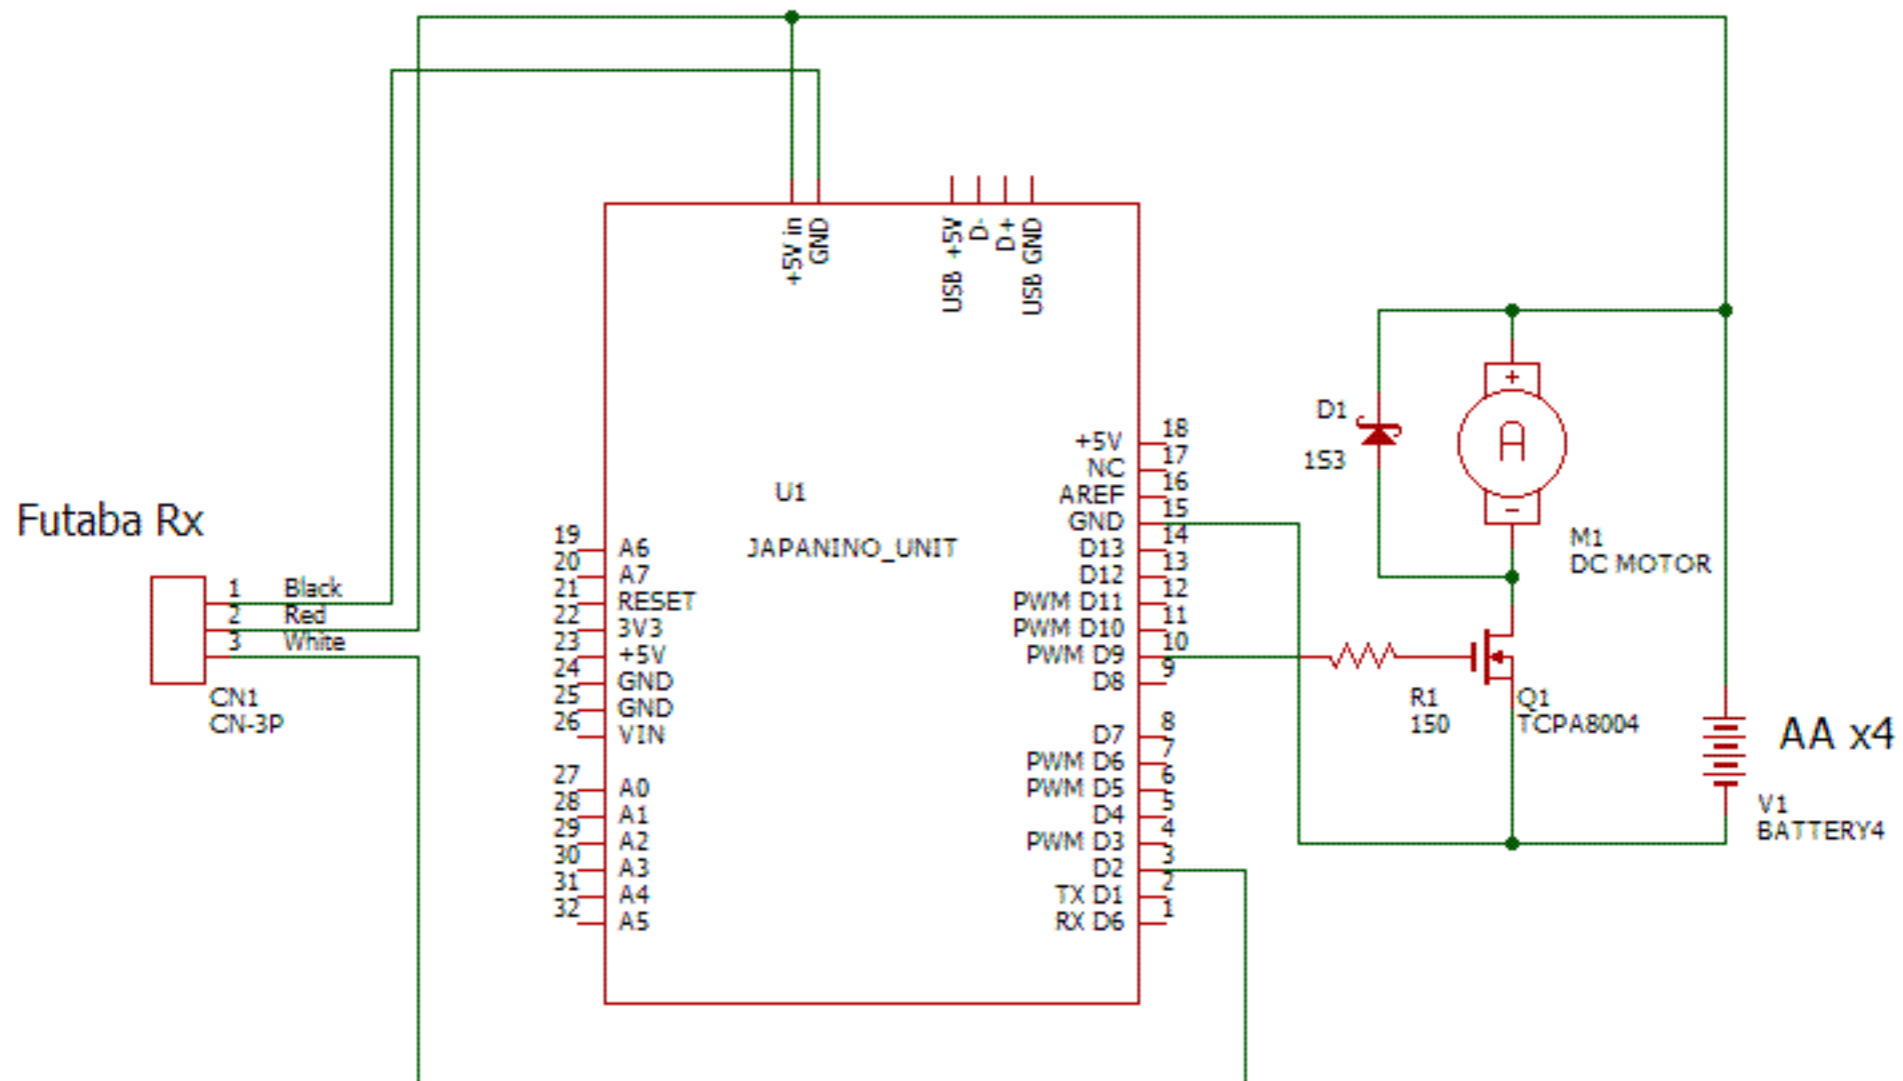 +5V in
GND
USB +5V
D-
D+
USB GND
Futaba Rx
1 Black
2 Red
3 White
CN1
CN-3P
U1
JAPANINO_UNIT
19 A6
20 A7
21 RESET
22 3V3
23 +5V
24 GND
25 GND
26 VIN
27 A0
28 A1
29 A2
30 A3
31 A4
32 A5
+5V 18
NC 17
AREF 16
GND 15
D13 14
D12 13
PWM D11 12
PWM D10 11
PWM D9 10
D8 9
D7 8
PWM D6 7
PWM D5 6
D4 5
PWM D3 4
D2 3
TX D1 2
RX D6 1
D1
1S3
+
A
-
M1
DC MOTOR
R1
150
Q1
TCPA8004
AA x4
V1
BATTERY4